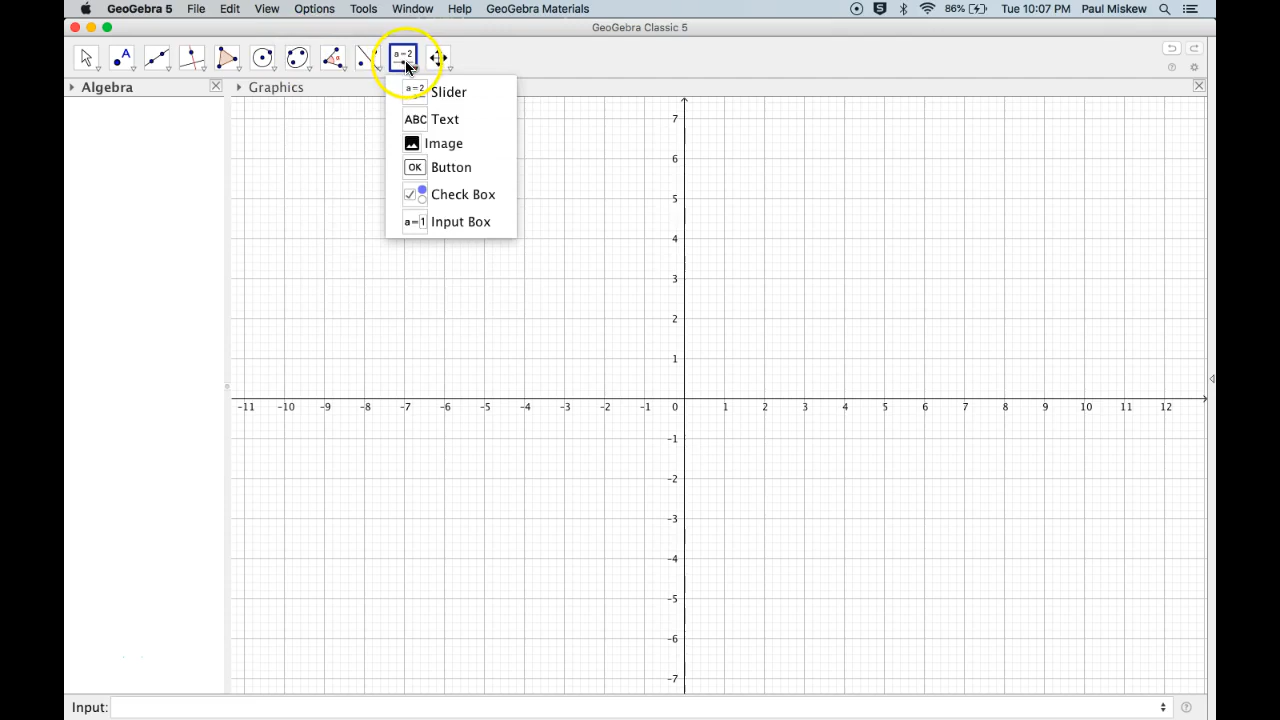 GeoGebra 5 File Edit View Options Tools Window Help GeoGebra Materials S 86% Tue 10:07 PM Paul Miskew
GeoGebra Classic 5
A a=2
Algebra Graphics
a=2 Slider
ABC Text
Image
OK Button
Check Box
a=1 Input Box
7
6
5
4
3
2
1
-11 -10 -9 -8 -7 -6 -5 -4 -3 -2 -1 0 1 2 3 4 5 6 7 8 9 10 11 12
-1
-2
-3
-4
-5
-6
-7
Input: